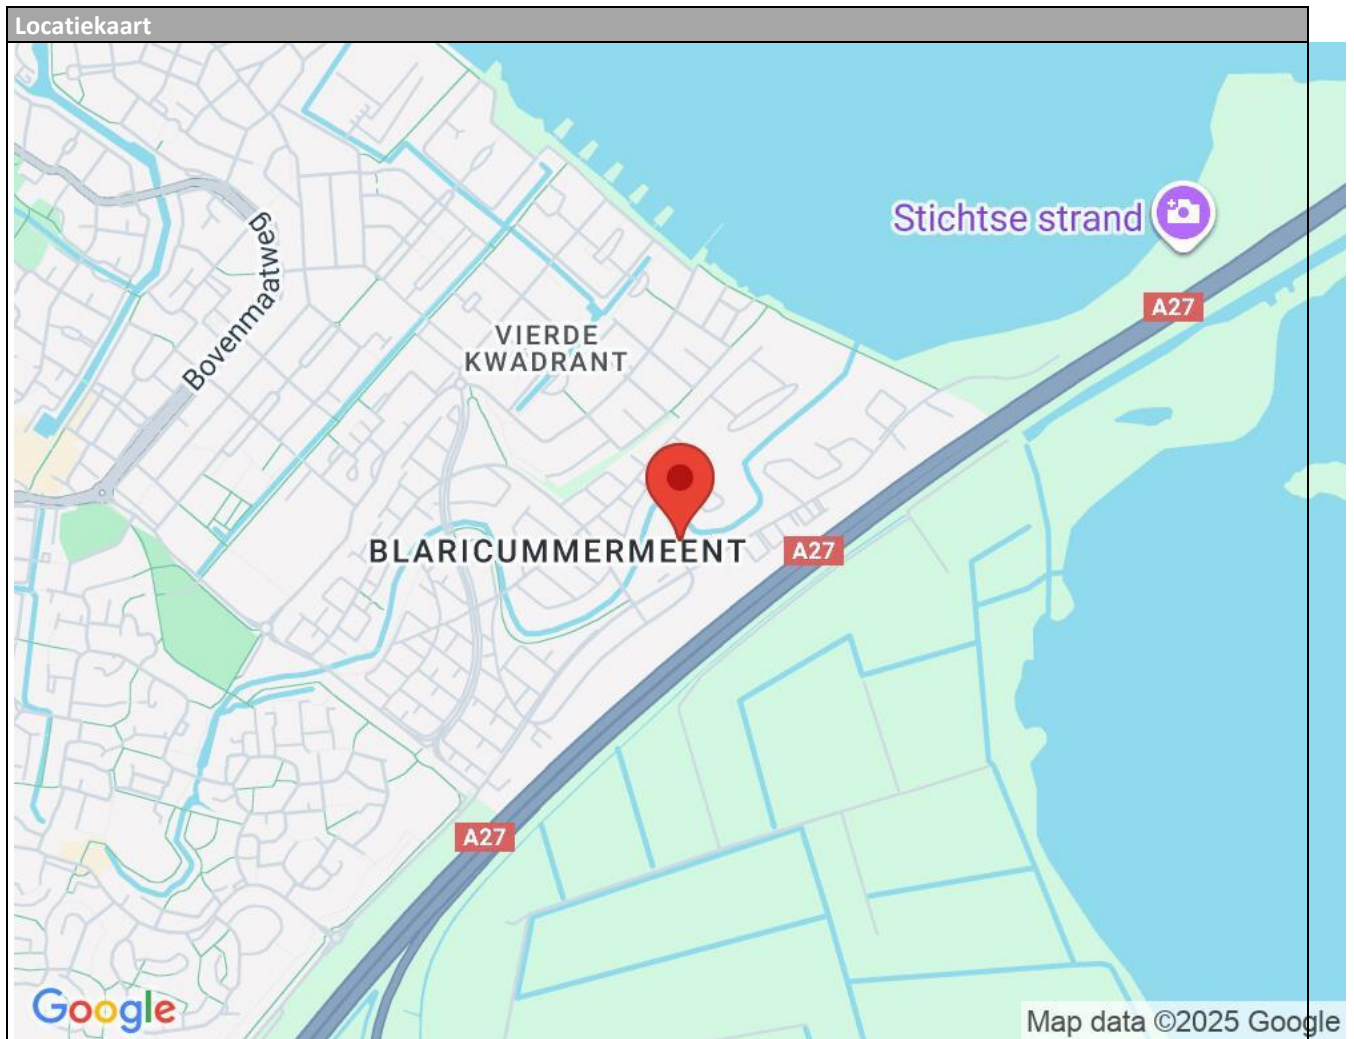 Locatiekaart
Stichtse strand
A27
Bovenmaatweg
VIERDE
KWADRANT
BLARICUMMERMEENT
A27
A27
Google
Map data ©2025 Google